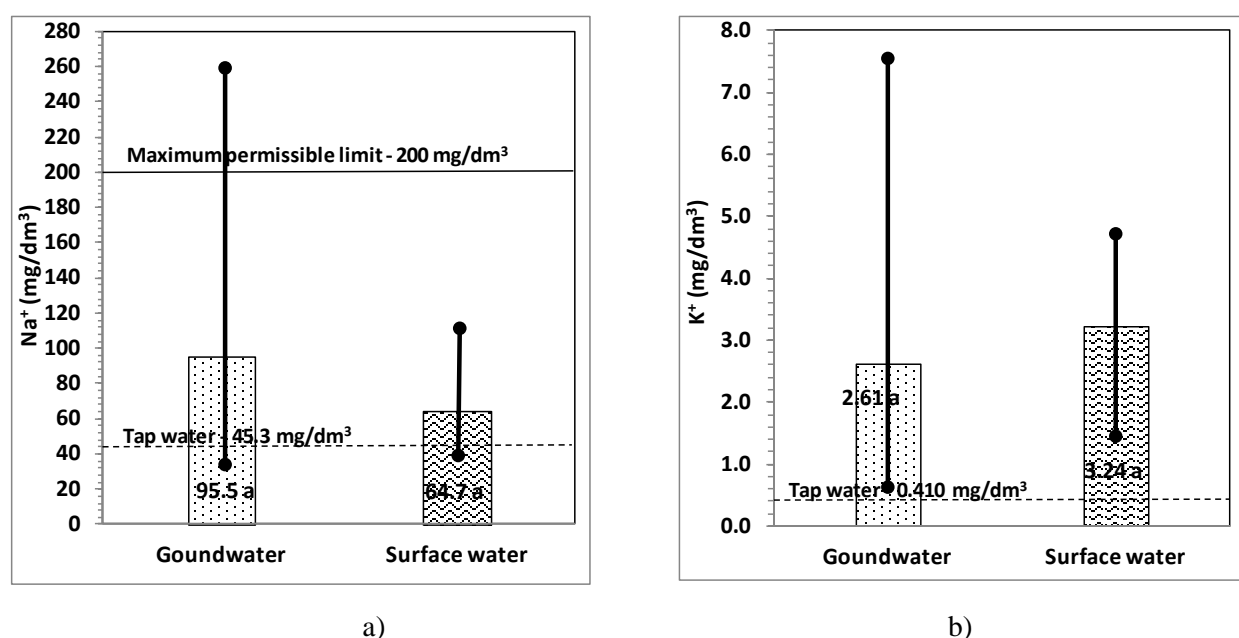 280
260
240
220
200
180
160
140
120
100
80
60
40
20
0
Na⁺ (mg/dm³)
Maximum permissible limit - 200 mg/dm³
Tap water - 45.3 mg/dm³
95.5 a
64.7 a
Goundwater
Surface water
a)
8.0
7.0
6.0
5.0
4.0
3.0
2.0
1.0
0.0
K⁺ (mg/dm³)
2.61 a
3.24 a
Tap water - 0.410 mg/dm³
Goundwater
Surface water
b)